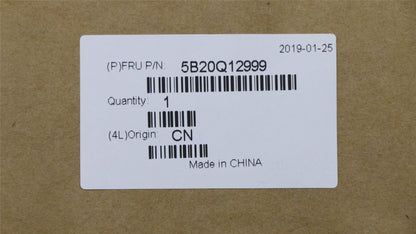 2019-01-25
(P)FRU P/N: 5B20Q12999
Quantity: 1
(4L)Origin: CN
Made in CHINA